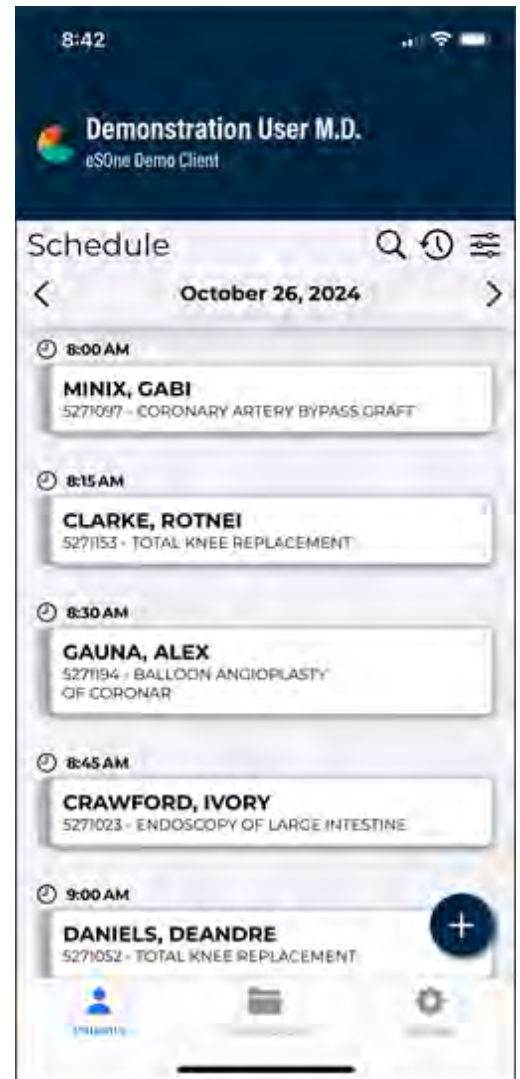 8:42
Demonstration User M.D.
eSOne Demo Client
Schedule
October 26, 2024
8:00 AM
MINIX, GABI
5271097 - CORONARY ARTERY BYPASS GRAFT
8:15 AM
CLARKE, ROTNEI
5271153 - TOTAL KNEE REPLACEMENT
8:30 AM
GAUNA, ALEX
5271194 - BALLOON ANGIOPLASTY
OF CORONAR
8:45 AM
CRAWFORD, IVORY
5271023 - ENDOSCOPY OF LARGE INTESTINE
9:00 AM
DANIELS, DEANDRE
5271052 - TOTAL KNEE REPLACEMENT